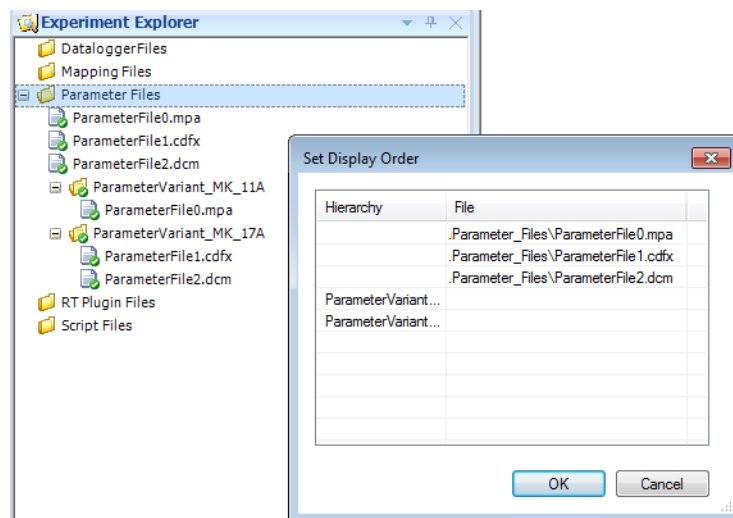 Experiment Explorer
DataloggerFiles
Mapping Files
Parameter Files
ParameterFile0.mpa
ParameterFile1.cdfx
ParameterFile2.dcm
ParameterVariant_MK_11A
ParameterFile0.mpa
ParameterVariant_MK_17A
ParameterFile1.cdfx
ParameterFile2.dcm
RT Plugin Files
Script Files
Set Display Order
Hierarchy File
.Parameter_Files\ParameterFile0.mpa
.Parameter_Files\ParameterFile1.cdfx
.Parameter_Files\ParameterFile2.dcm
ParameterVariant...
ParameterVariant...
OK Cancel